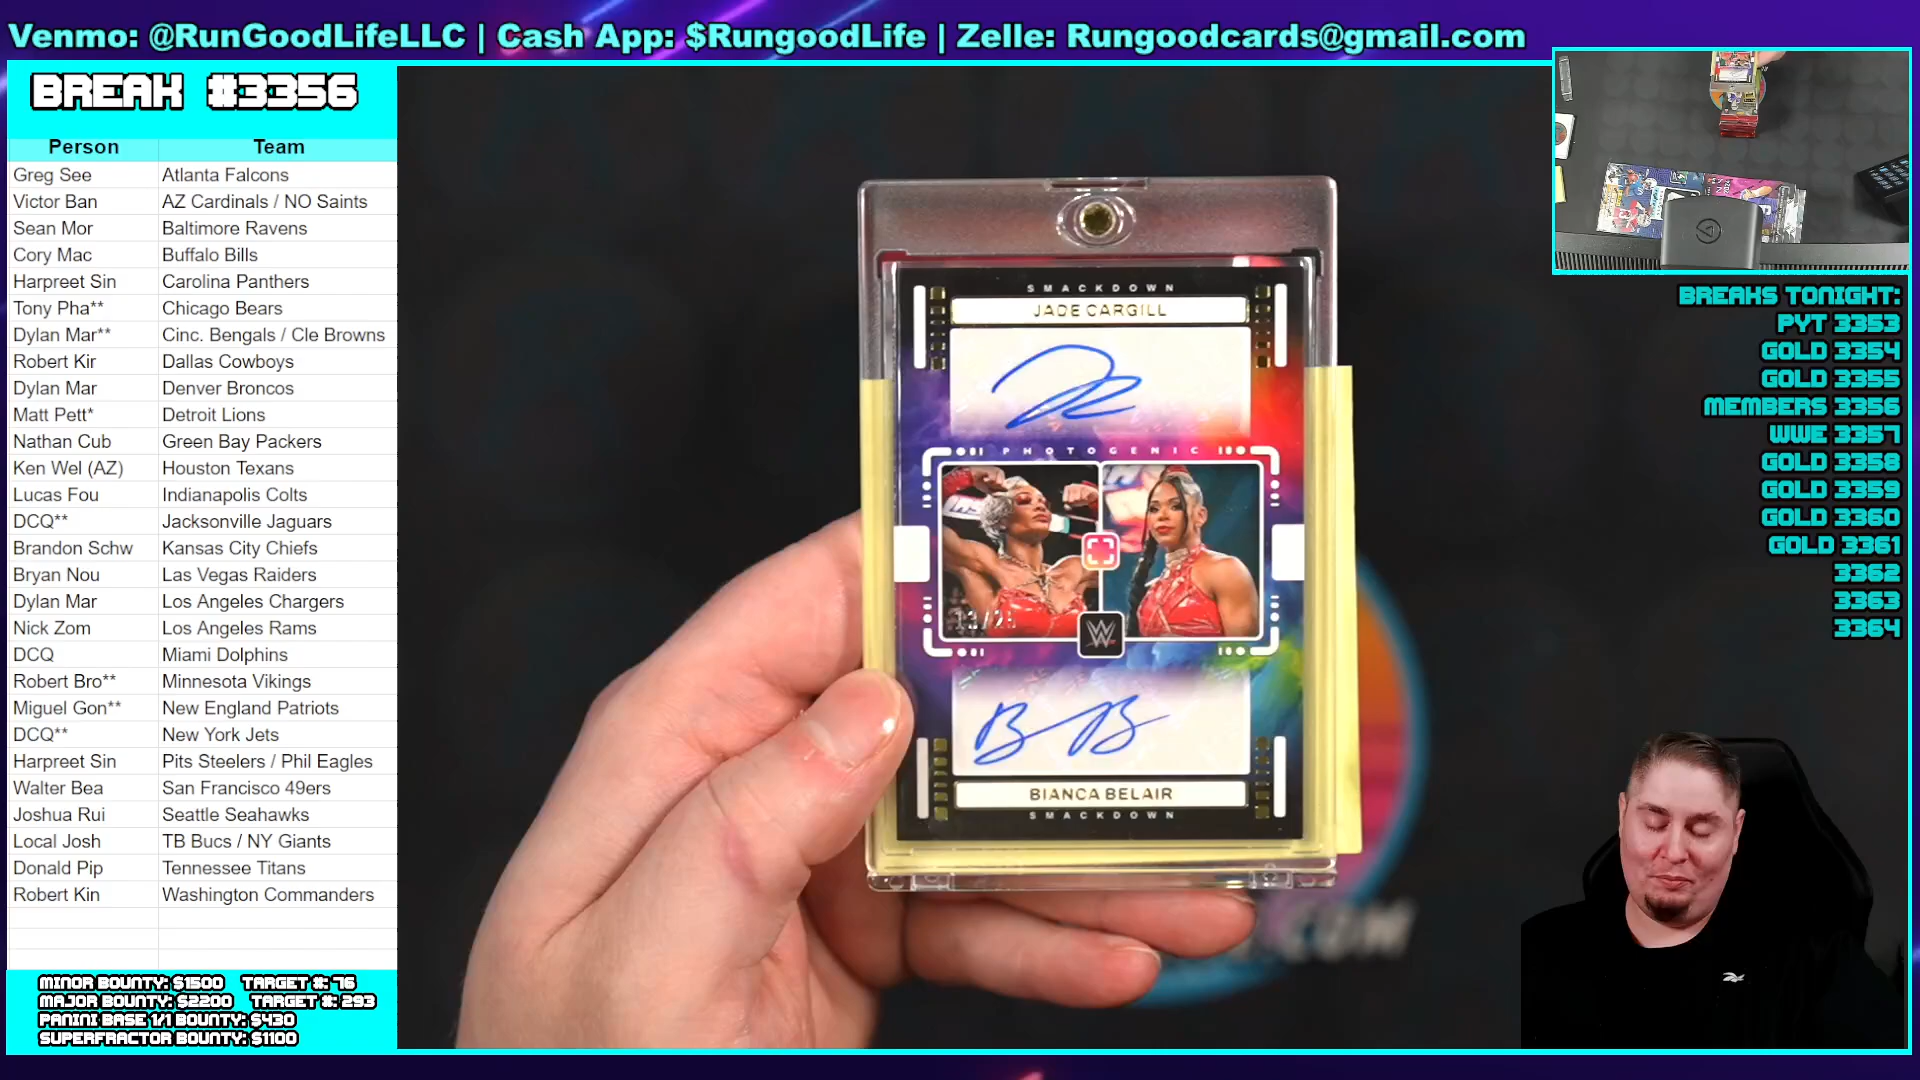 Venmo: @RunGoodLifeLLC | Cash App: $RungoodLife | Zelle: Rungoodcards@gmail.com
BREAK #3356
Person Team
Greg See Atlanta Falcons
Victor Ban AZ Cardinals / NO Saints
Sean Mor Baltimore Ravens
Cory Mac Buffalo Bills
Harpreet Sin Carolina Panthers
Tony Pha** Chicago Bears
Dylan Mar** Cinc. Bengals / Cle Browns
Robert Kir Dallas Cowboys
Dylan Mar Denver Broncos
Matt Pett* Detroit Lions
Nathan Cub Green Bay Packers
Ken Wel (AZ) Houston Texans
Lucas Fou Indianapolis Colts
DCQ** Jacksonville Jaguars
Brandon Schw Kansas City Chiefs
Bryan Nou Las Vegas Raiders
Dylan Mar Los Angeles Chargers
Nick Zom Los Angeles Rams
DCQ Miami Dolphins
Robert Bro** Minnesota Vikings
Miguel Gon** New England Patriots
DCQ** New York Jets
Harpreet Sin Pits Steelers / Phil Eagles
Walter Bea San Francisco 49ers
Joshua Rui Seattle Seahawks
Local Josh TB Bucs / NY Giants
Donald Pip Tennessee Titans
Robert Kin Washington Commanders
MINOR BOUNTY: $1500 TARGET #: 76
MAJOR BOUNTY: $2200 TARGET #: 293
PANINI BASE 1/1 BOUNTY: $430
SUPERFRACTOR BOUNTY: $1100
SMACKDOWN
JADE CARGILL
PHOTOGENIC
W
BIANCA BELAIR
SMACKDOWN
.COM
BREAKS TONIGHT:
PYT 3353
GOLD 3354
GOLD 3355
MEMBERS 3356
WWE 3357
GOLD 3358
GOLD 3359
GOLD 3360
GOLD 3361
3362
3363
3364